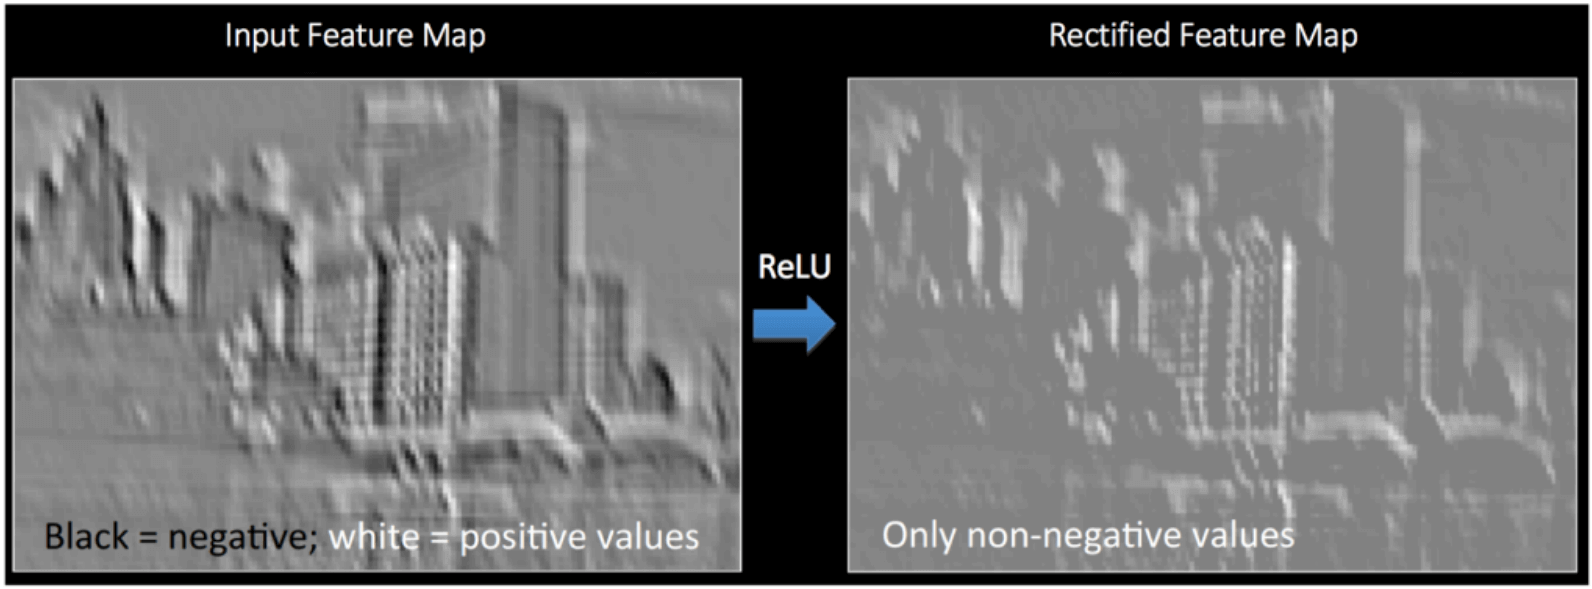 Input Feature Map
Rectified Feature Map
ReLU
Black = negative; white = positive values
Only non-negative values